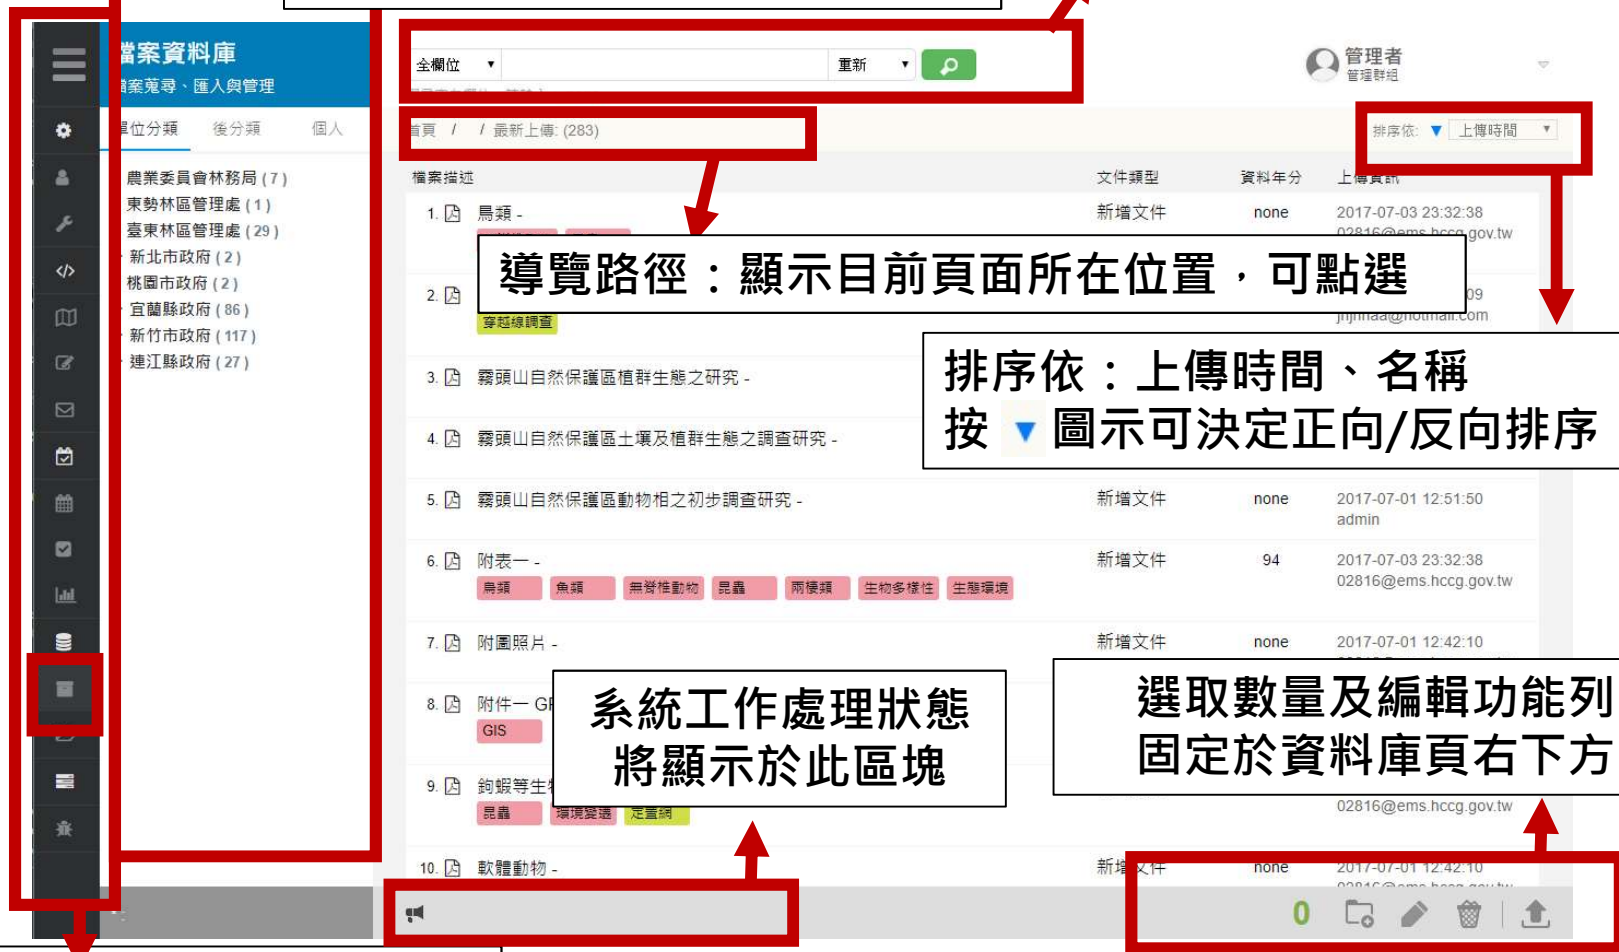 檔案資料庫
檔案蒐尋、匯入與管理
單位分類 後分類 個人
農業委員會林務局 ( 7 )
東勢林區管理處 ( 1 )
臺東林區管理處 ( 29 )
新北市政府 ( 2 )
桃園市政府 ( 2 )
宜蘭縣政府 ( 86 )
新竹市政府 ( 117 )
連江縣政府 ( 27 )
全欄位 重新
管理者
管理群組
首頁 / / 最新上傳: (283)
排序依: ▼ 上傳時間
檔案描述 文件類型 資料年分 上傳資訊
1. 鳥類 - 新增文件 none 2017-07-03 23:32:38
02816@ems.hccg.gov.tw
導覽路徑：顯示目前頁面所在位置，可點選
2. 09
穿越線調查 jhjhhaa@hotmail.com
排序依：上傳時間、名稱
按 ▼ 圖示可決定正向/反向排序
3. 霧頭山自然保護區植群生態之研究 -
4. 霧頭山自然保護區土壤及植群生態之調查研究 -
5. 霧頭山自然保護區動物相之初步調查研究 - 新增文件 none 2017-07-01 12:51:50
admin
6. 附表一 - 新增文件 94 2017-07-03 23:32:38
鳥類 魚類 無脊椎動物 昆蟲 兩棲類 生物多樣性 生態環境 02816@ems.hccg.gov.tw
7. 附圖照片 - 新增文件 none 2017-07-01 12:42:10
8. 附件一
GIS
系統工作處理狀態
將顯示於此區塊
選取數量及編輯功能列
固定於資料庫頁右下方
9. 鉤蝦等生
昆蟲 環境變遷 定置網 02816@ems.hccg.gov.tw
10. 軟體動物 - 新增文件 none 2017-07-01 12:42:10
0